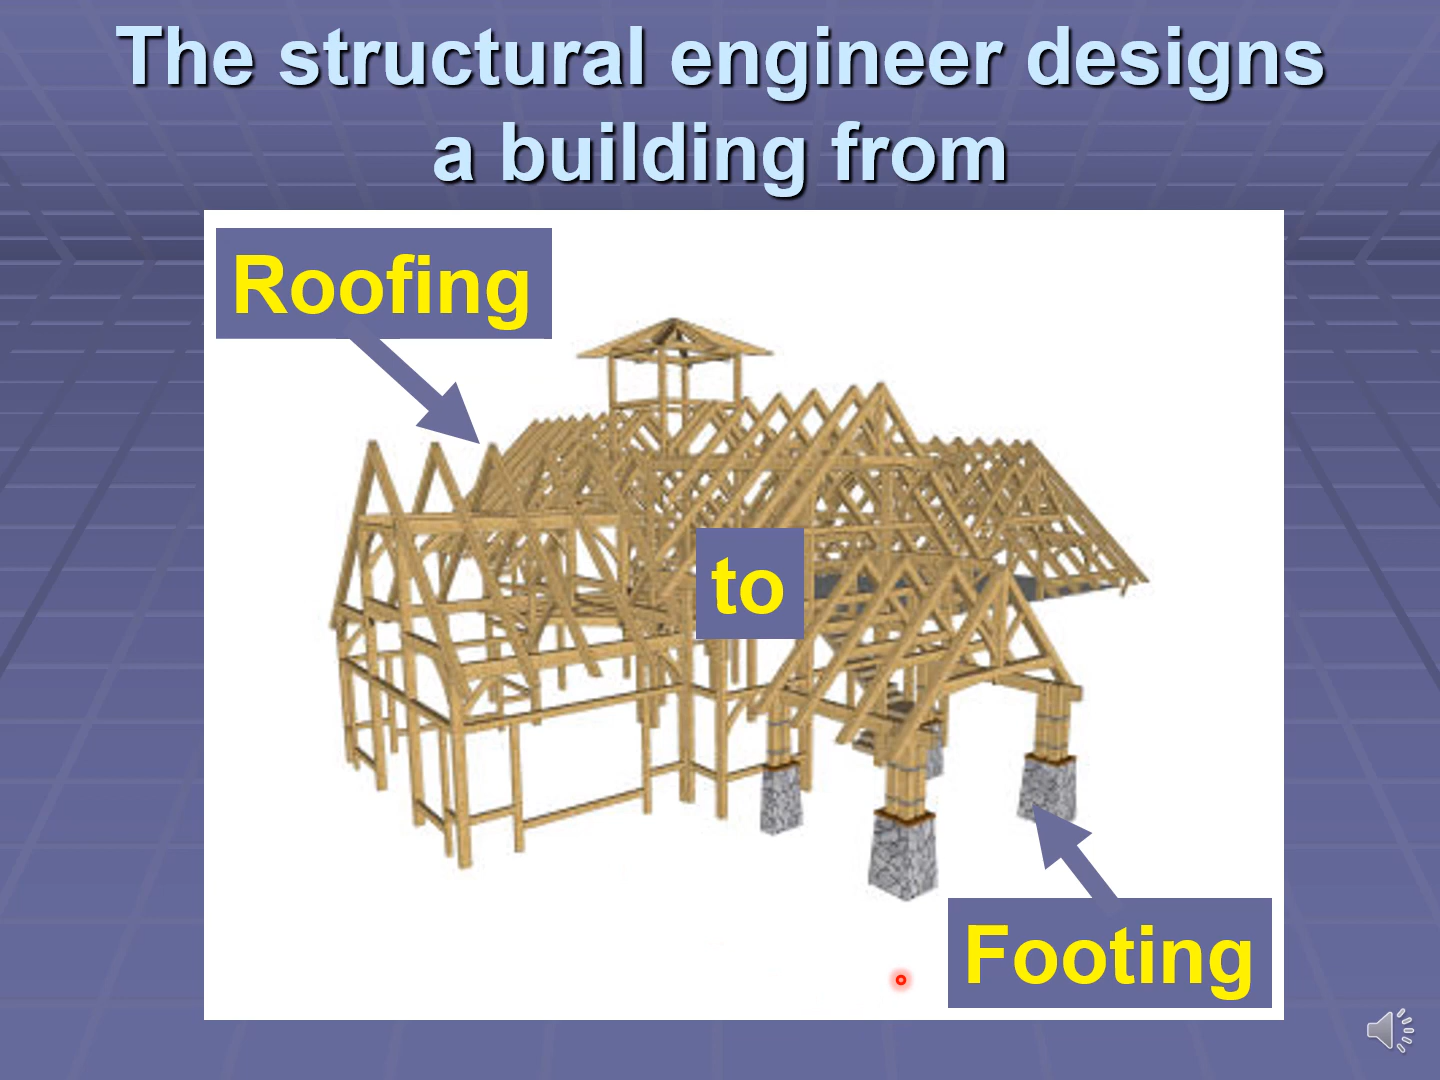 The structural engineer designs
a building from
Roofing
to
Footing